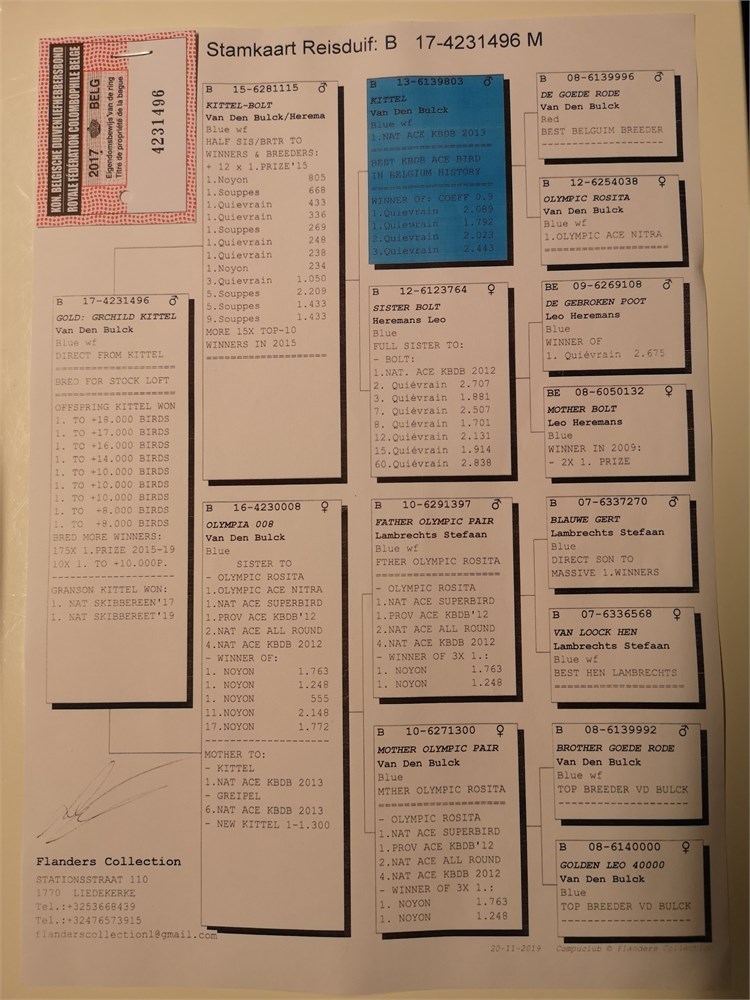 Stamkaart Reisduif: B 17-4231496 M
KON. BELGISCHE DUIVENLIEFHEBBERSBOND
ROYALE FEDERATION COLOMBOPHILE BELGE
2017 BELG
Eigendomsbewijs van de ring
Titre de propriété de la bague
4231496
B 17-4231496 ♂
GOLD: GRCHILD KITTEL
Van Den Bulck
Blue wf
DIRECT FROM KITTEL
====================
BRED FOR STOCK LOFT
--------------------
OFFSPRING KITTEL WON
1. TO +18.000 BIRDS
1. TO +17.000 BIRDS
1. TO +16.000 BIRDS
1. TO +14.000 BIRDS
1. TO +10.000 BIRDS
1. TO +10.000 BIRDS
1. TO +10.000 BIRDS
1. TO +8.000 BIRDS
1. TO +8.000 BIRDS
BRED MORE WINNERS:
175X 1.PRIZE 2015-19
10X 1. TO +10.000P.
--------------------
GRANSON KITTEL WON:
1. NAT SKIBBEREEN'17
1. NAT SKIBBEREET'19
B 15-6281115 ♂
KITTEL-BOLT
Van Den Bulck/Herema
Blue wf
HALF SIS/BRTR TO
WINNERS & BREEDERS:
+ 12 x 1.PRIZE'15
1.Noyon 805
1.Souppes 668
1.Quievrain 433
1.Quievrain 336
1.Souppes 269
1.Quievrain 248
1.Quievrain 238
1.Noyon 234
3.Quievrain 1.050
5.Souppes 2.209
5.Souppes 1.433
9.Souppes 1.433
MORE 15X TOP-10
WINNERS IN 2015
====================
B 16-4230008 ♀
OLYMPIA 008
Van Den Bulck
Blue
SISTER TO
- OLYMPIC ROSITA
1.OLYMPIC ACE NITRA
1.NAT ACE SUPERBIRD
1.PROV ACE KBDB'12
2.NAT ACE ALL ROUND
4.NAT ACE KBDB 2012
- WINNER OF:
1. NOYON 1.763
1. NOYON 1.248
1. NOYON 555
11.NOYON 2.148
17.NOYON 1.772
--------------------
MOTHER TO:
- KITTEL
1.NAT ACE KBDB 2013
- GREIPEL
6.NAT ACE KBDB 2013
- NEW KITTEL 1-1.300
B 13-6139803 ♂
KITTEL
Van Den Bulck
Blue wf
1.NAT ACE KBDB 2013
====================
BEST KBDB ACE BIRD
IN BELGIUM HISTORY
--------------------
WINNER OF: COEFF 0.9
1.Quievrain 2.085
1.Quievrain 1.792
2.Quievrain 2.023
3.Quievrain 2.443
B 12-6123764 ♀
SISTER BOLT
Heremans Leo
Blue
FULL SISTER TO:
- BOLT:
1.NAT. ACE KBDB 2012
2. Quiévrain 2.707
3. Quiévrain 1.881
7. Quiévrain 2.507
8. Quiévrain 1.701
12.Quiévrain 2.131
15.Quiévrain 1.914
60.Quiévrain 2.838
B 10-6291397 ♂
FATHER OLYMPIC PAIR
Lambrechts Stefaan
Blue wf
FTHER OLYMPIC ROSITA
====================
- OLYMPIC ROSITA
1.NAT ACE SUPERBIRD
1.PROV ACE KBDB'12
2.NAT ACE ALL ROUND
4.NAT ACE KBDB 2012
- WINNER OF 3X 1.:
1. NOYON 1.763
1. NOYON 1.248
B 10-6271300 ♀
MOTHER OLYMPIC PAIR
Van Den Bulck
Blue
MTHER OLYMPIC ROSITA
====================
- OLYMPIC ROSITA
1.NAT ACE SUPERBIRD
1.PROV ACE KBDB'12
2.NAT ACE ALL ROUND
4.NAT ACE KBDB 2012
- WINNER OF 3X 1.:
1. NOYON 1.763
1. NOYON 1.248
B 08-6139996 ♂
DE GOEDE RODE
Van Den Bulck
Red
BEST BELGUIM BREEDER
--------------------
B 12-6254038 ♀
OLYMPIC ROSITA
Van Den Bulck
Blue wf
1.OLYMPIC ACE NITRA
====================
BE 09-6269108 ♂
DE GEBROKEN POOT
Leo Heremans
Blue
WINNER OF
1. Quiévrain 2.675
BE 08-6050132 ♀
MOTHER BOLT
Leo Heremans
Blue
WINNER IN 2009:
- 2X 1. PRIZE
B 07-6337270 ♂
BLAUWE GERT
Lambrechts Stefaan
Blue
DIRECT SON TO
MASSIVE 1.WINNERS
B 07-6336568 ♀
VAN LOOCK HEN
Lambrechts Stefaan
Blue wf
BEST HEN LAMBRECHTS
====================
B 08-6139992 ♂
BROTHER GOEDE RODE
Van Den Bulck
Blue wf
TOP BREEDER VD BULCK
--------------------
B 08-6140000 ♀
GOLDEN LEO 40000
Van Den Bulck
Blue
TOP BREEDER VD BULCK
--------------------
Flanders Collection
STATIONSSTRAAT 110
1770 LIEDEKERKE
Tel.:+3253668439
Tel.:+32476573915
flanderscollection1@gmail.com
20-11-2019 Compuclub © Flanders Collection